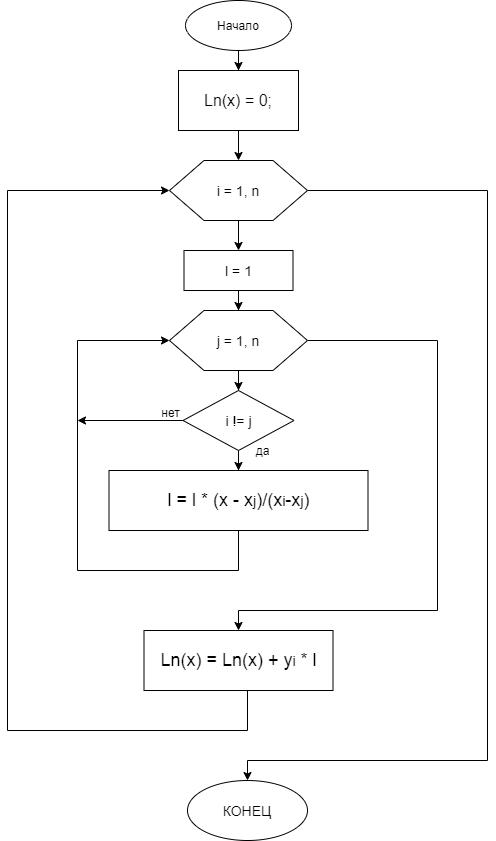 Начало
Ln(x) = 0;
i = 1, n
l = 1
j = 1, n
i != j
нет
да
l = l * (x - xj)/(xi-xj)
Ln(x) = Ln(x) + yi * l
КОНЕЦ